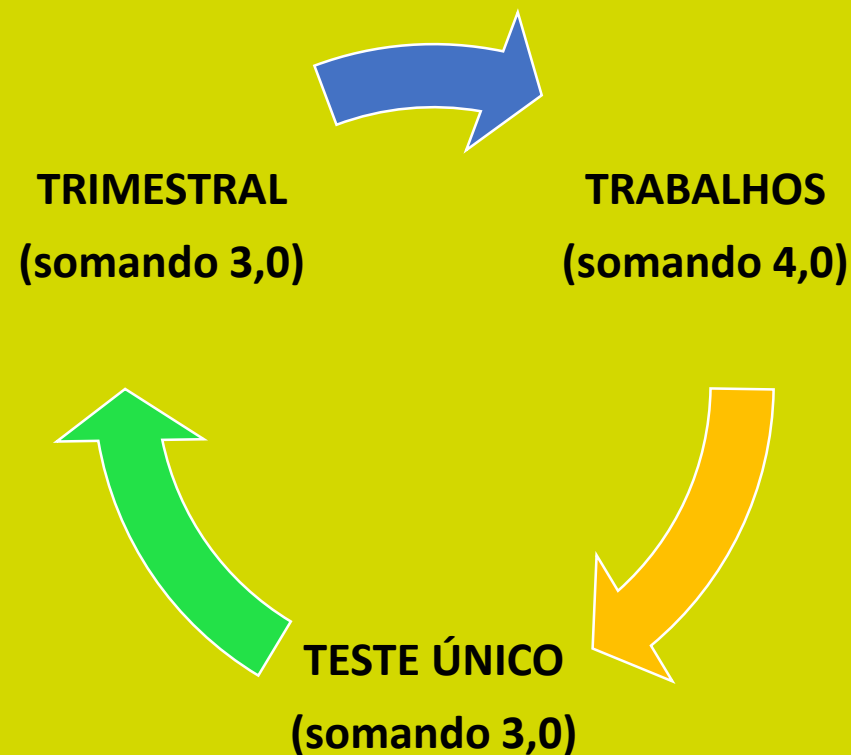 TRIMESTRAL
(somando 3,0)
TRABALHOS
(somando 4,0)
TESTE ÚNICO
(somando 3,0)